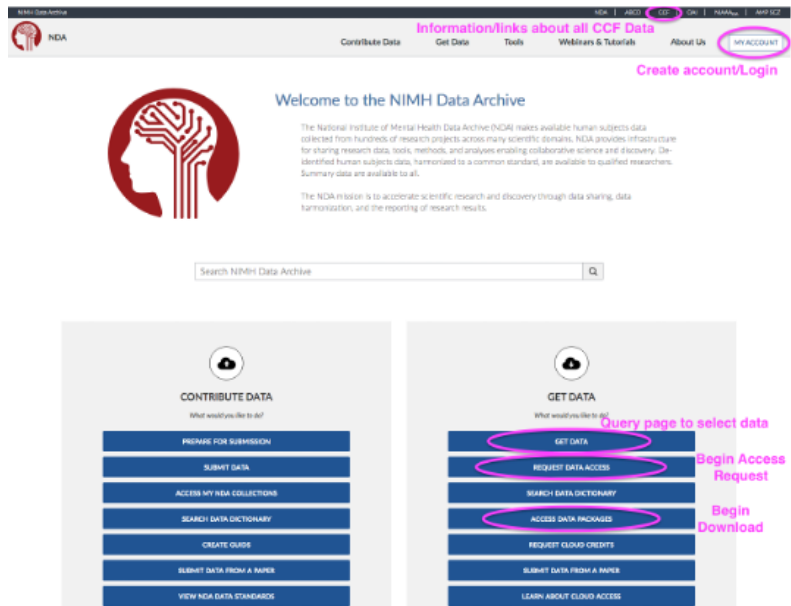 NIMH Data Archive
NDA | ABCD | CCF | OAI | NIAAA | AMP SCZ
NDA
Information/links about all CCF Data
Contribute Data Get Data Tools Webinars & Tutorials About Us MY ACCOUNT
Create account/Login
Welcome to the NIMH Data Archive
The National Institute of Mental Health Data Archive (NDA) makes available human subjects data
collected from hundreds of research projects across many scientific domains. NDA provides infrastructure
for sharing research data, tools, methods, and analyses enabling collaborative science and discovery. De-
identified human subjects data, harmonized to a common standard, are available to qualified researchers.
Summary data are available to all.
The NDA mission is to accelerate scientific research and discovery through data sharing, data
harmonization, and the reporting of research results.
Search NIMH Data Archive
CONTRIBUTE DATA
What would you like to do?
PREPARE FOR SUBMISSION
SUBMIT DATA
ACCESS MY NDA COLLECTIONS
SEARCH DATA DICTIONARY
CREATE GUIDE
SUBMIT DATA FROM A PAPER
VIEW NDA DATA STANDARDS
GET DATA
What would you like to do?
Query page to select data
GET DATA
Begin Access
Request
REQUEST DATA ACCESS
SEARCH DATA DICTIONARY
Begin
Download
ACCESS DATA PACKAGES
REQUEST CLOUD CREDITS
SUBMIT DATA FROM A PAPER
LEARN ABOUT CLOUD ACCESS